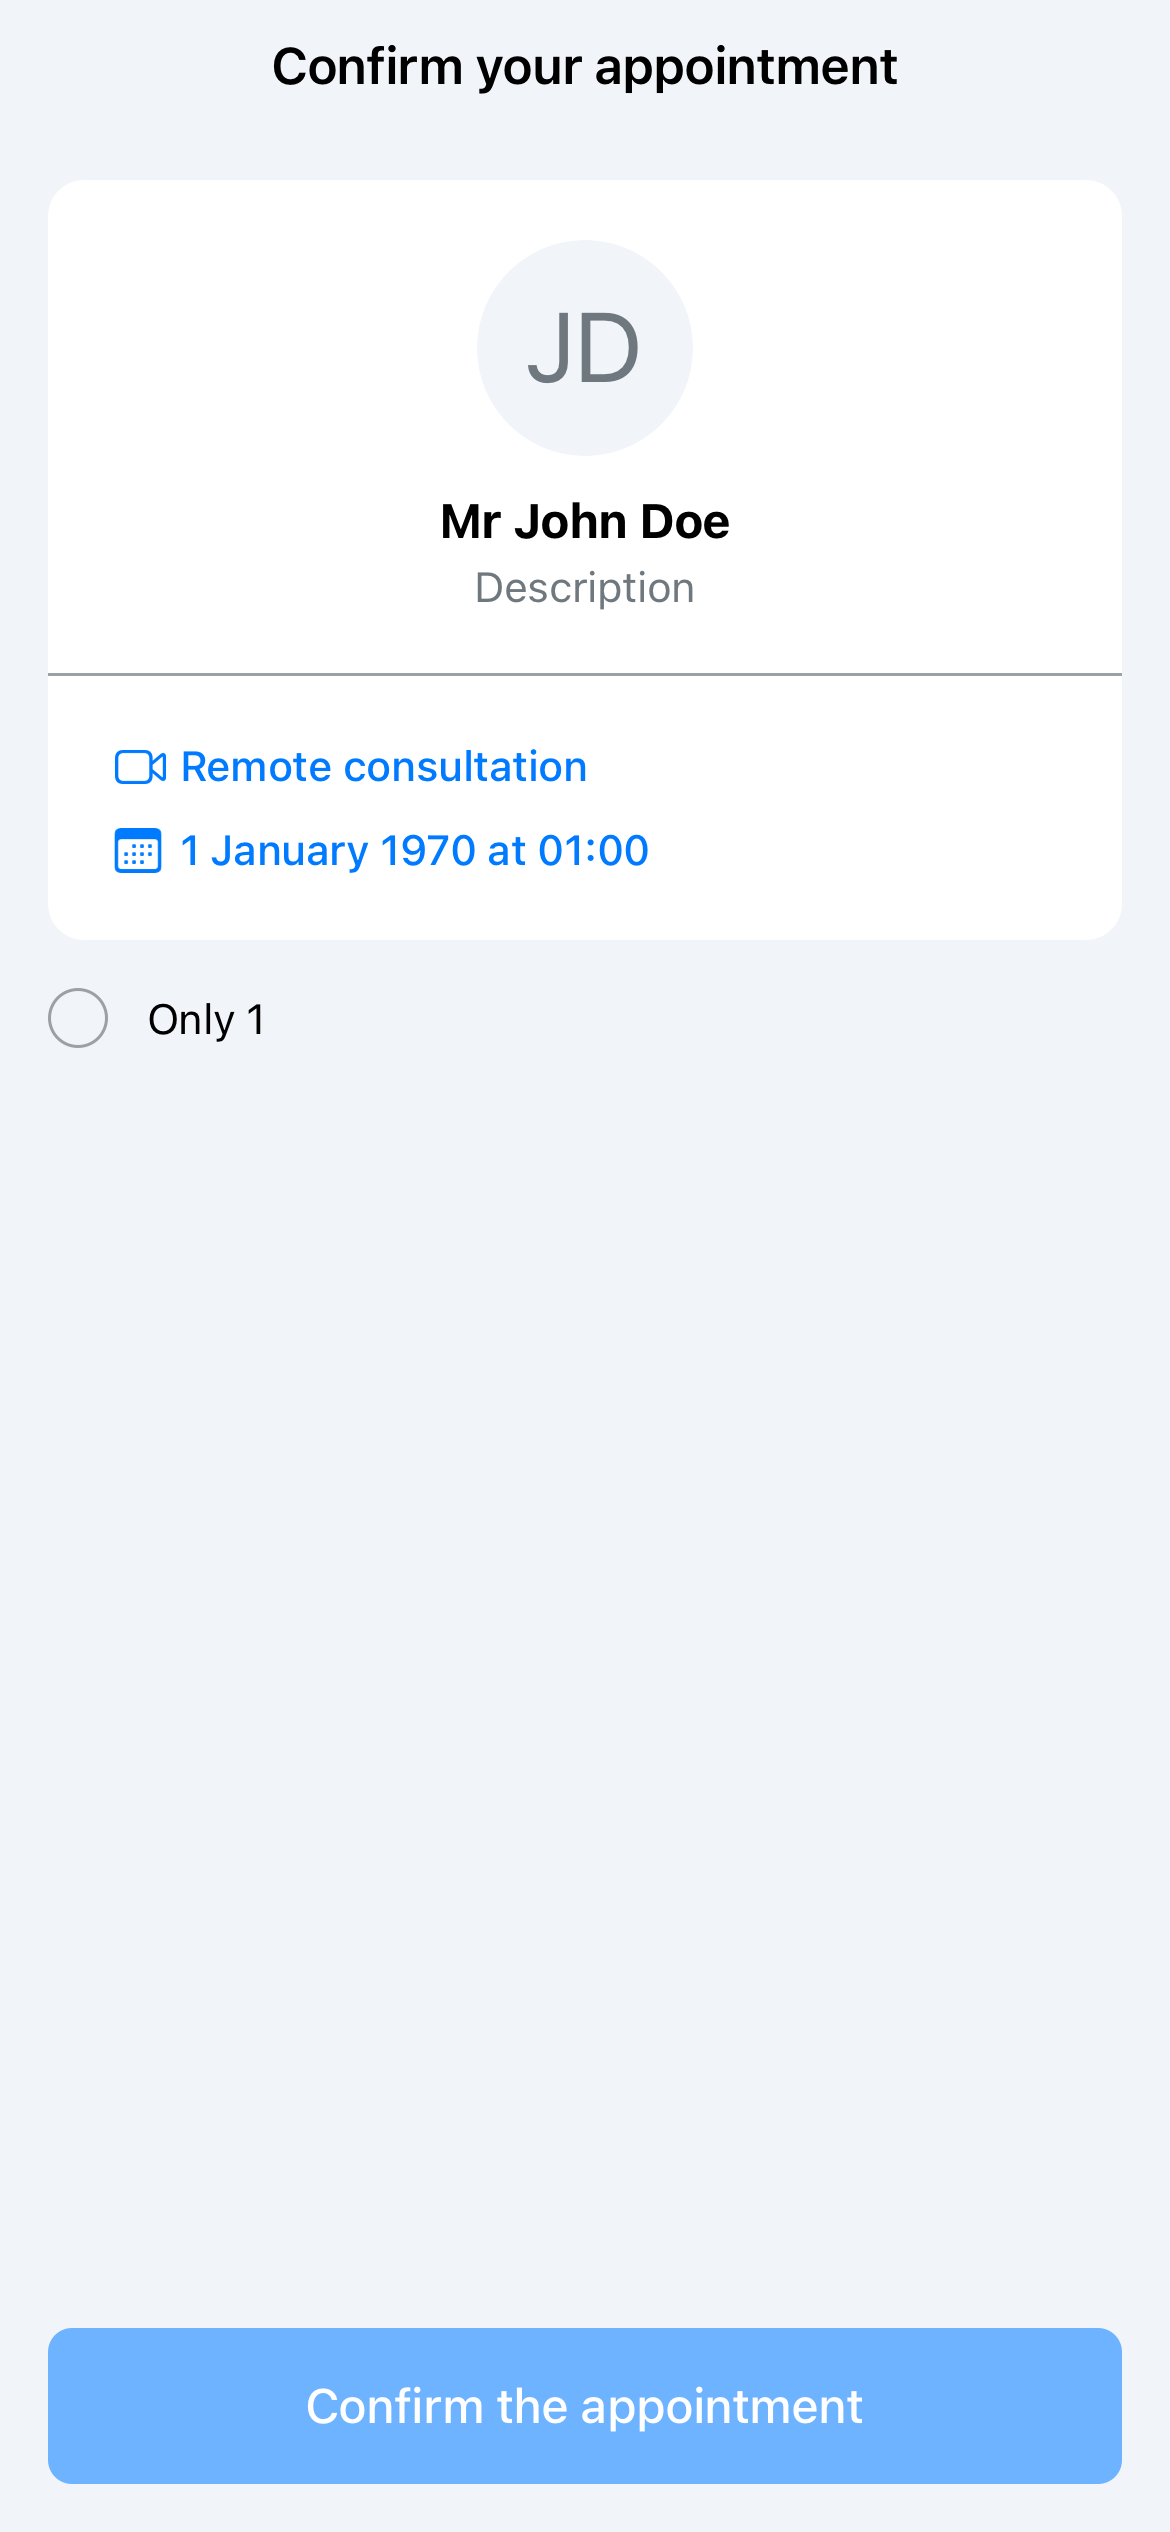 Confirm your appointment
JD
Mr John Doe
Description
Remote consultation
1 January 1970 at 01:00
Only 1
Confirm the appointment